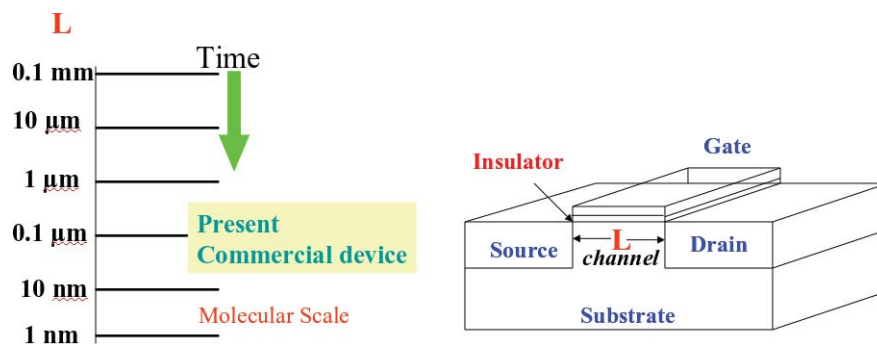 L
Time
0.1 mm
10 µm
1 µm
Present
0.1 µm
Commercial device
10 nm
Molecular Scale
1 nm
Gate
Insulator
L
Source
Drain
channel
Substrate